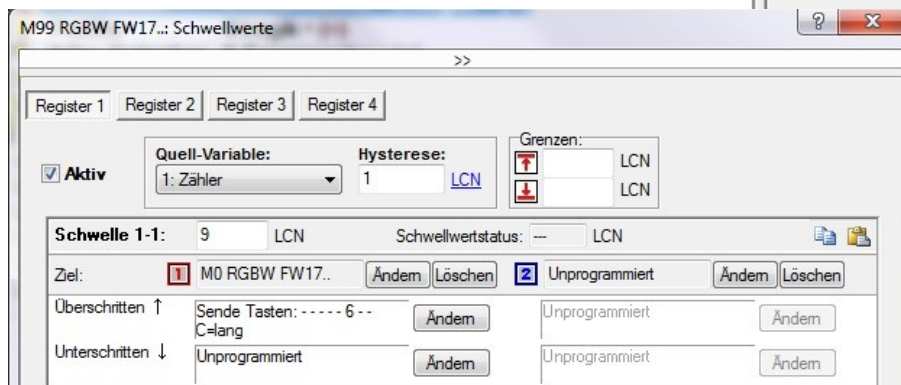 M99 RGBW FW17..: Schwellwerte
>>
Register 1 Register 2 Register 3 Register 4
Grenzen:
Aktiv Quell-Variable: Hysterese: LCN
1: Zähler 1 LCN LCN
Schwelle 1-1: 9 LCN Schwellwertstatus: --- LCN
Ziel: 1 M0 RGBW FW17.. Ändern Löschen 2 Unprogrammiert Ändern Löschen
Überschritten ↑ Sende Tasten: - - - - - 6 - - Unprogrammiert
C=lang Ändern Ändern
Unterschritten ↓ Unprogrammiert Ändern Unprogrammiert Ändern